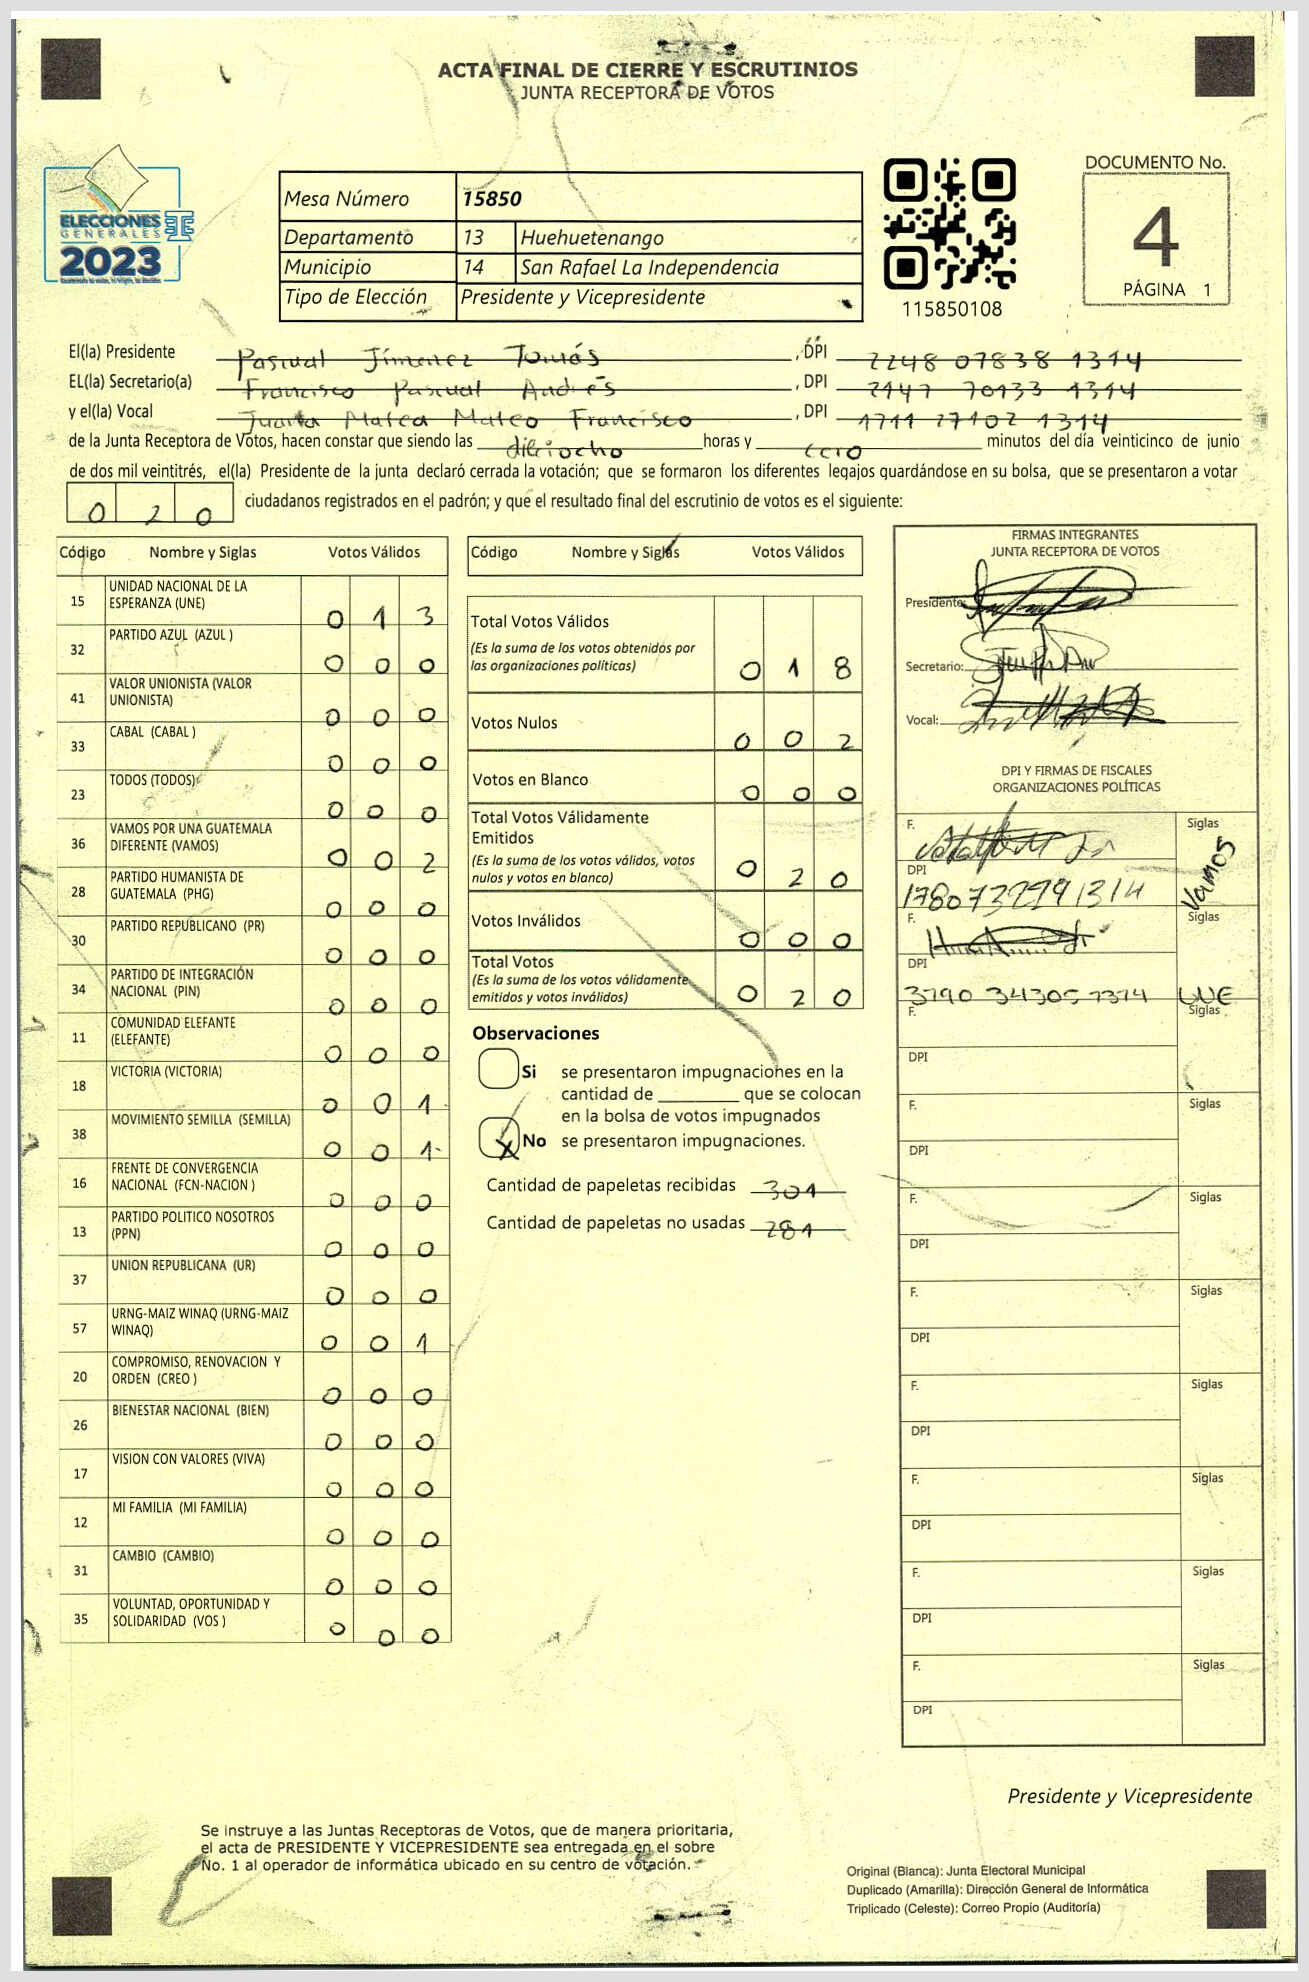 ACTA FINAL DE CIERRE Y ESCRUTINIOS
JUNTA RECEPTORA DE VOTOS
ELECCIONES
GENERALES
2023
Mesa Número 15850
Departamento 13 Huehuetenango
Municipio 14 San Rafael La Independencia
Tipo de Elección Presidente y Vicepresidente
115850108
DOCUMENTO No.
4
PÁGINA 1
El(la) Presidente Pascual Jímenez Tomás , DPI 2248 07838 1314
EL(la) Secretario(a) Francisco Pascual Andrés , DPI 2147 70133 1314
y el(la) Vocal Juana Matea Mateo Francisco , DPI 1711 27102 1314
de la Junta Receptora de Votos, hacen constar que siendo las dieciocho horas y cero minutos del día veinticinco de junio
de dos mil veintitrés, el(la) Presidente de la junta declaró cerrada la votación; que se formaron los diferentes legajos guardándose en su bolsa, que se presentaron a votar
0 2 0 ciudadanos registrados en el padrón; y que el resultado final del escrutinio de votos es el siguiente:
Código Nombre y Siglas Votos Válidos
15 UNIDAD NACIONAL DE LA ESPERANZA (UNE) 0 1 3
32 PARTIDO AZUL (AZUL ) 0 0 0
41 VALOR UNIONISTA (VALOR UNIONISTA) 0 0 0
33 CABAL (CABAL ) 0 0 0
23 TODOS (TODOS) 0 0 0
36 VAMOS POR UNA GUATEMALA DIFERENTE (VAMOS) 0 0 2
28 PARTIDO HUMANISTA DE GUATEMALA (PHG) 0 0 0
30 PARTIDO REPUBLICANO (PR) 0 0 0
34 PARTIDO DE INTEGRACIÓN NACIONAL (PIN) 0 0 0
11 COMUNIDAD ELEFANTE (ELEFANTE) 0 0 0
18 VICTORIA (VICTORIA) 0 0 1
38 MOVIMIENTO SEMILLA (SEMILLA) 0 0 1
16 FRENTE DE CONVERGENCIA NACIONAL (FCN-NACION ) 0 0 0
13 PARTIDO POLITICO NOSOTROS (PPN) 0 0 0
37 UNION REPUBLICANA (UR) 0 0 0
57 URNG-MAIZ WINAQ (URNG-MAIZ WINAQ) 0 0 1
20 COMPROMISO, RENOVACION Y ORDEN (CREO ) 0 0 0
26 BIENESTAR NACIONAL (BIEN) 0 0 0
17 VISION CON VALORES (VIVA) 0 0 0
12 MI FAMILIA (MI FAMILIA) 0 0 0
31 CAMBIO (CAMBIO) 0 0 0
35 VOLUNTAD, OPORTUNIDAD Y SOLIDARIDAD (VOS ) 0 0 0
Código Nombre y Siglas Votos Válidos
Total Votos Válidos
(Es la suma de los votos obtenidos por
las organizaciones políticas) 0 1 8
Votos Nulos 0 0 2
Votos en Blanco 0 0 0
Total Votos Válidamente
Emitidos
(Es la suma de los votos válidos, votos
nulos y votos en blanco) 0 2 0
Votos Inválidos 0 0 0
Total Votos
(Es la suma de los votos válidamente
emitidos y votos inválidos) 0 2 0
Observaciones
Si se presentaron impugnaciones en la
cantidad de ________ que se colocan
en la bolsa de votos impugnados
X No se presentaron impugnaciones.
Cantidad de papeletas recibidas 301
Cantidad de papeletas no usadas 281
FIRMAS INTEGRANTES
JUNTA RECEPTORA DE VOTOS
Presidente:
Secretario:
Vocal:
DPI Y FIRMAS DE FISCALES
ORGANIZACIONES POLÍTICAS
F. Siglas
DPI Vamos
1780732291314
F. Siglas
DPI
3790 34305 1314 UNE
F. Siglas
DPI
F. Siglas
DPI
F. Siglas
DPI
F. Siglas
DPI
F. Siglas
DPI
F. Siglas
DPI
F. Siglas
DPI
F. Siglas
DPI
Presidente y Vicepresidente
Se instruye a las Juntas Receptoras de Votos, que de manera prioritaria,
el acta de PRESIDENTE Y VICEPRESIDENTE sea entregada en el sobre
No. 1 al operador de informática ubicado en su centro de votación.
Original (Blanca): Junta Electoral Municipal
Duplicado (Amarilla): Dirección General de Informática
Triplicado (Celeste): Correo Propio (Auditoría)